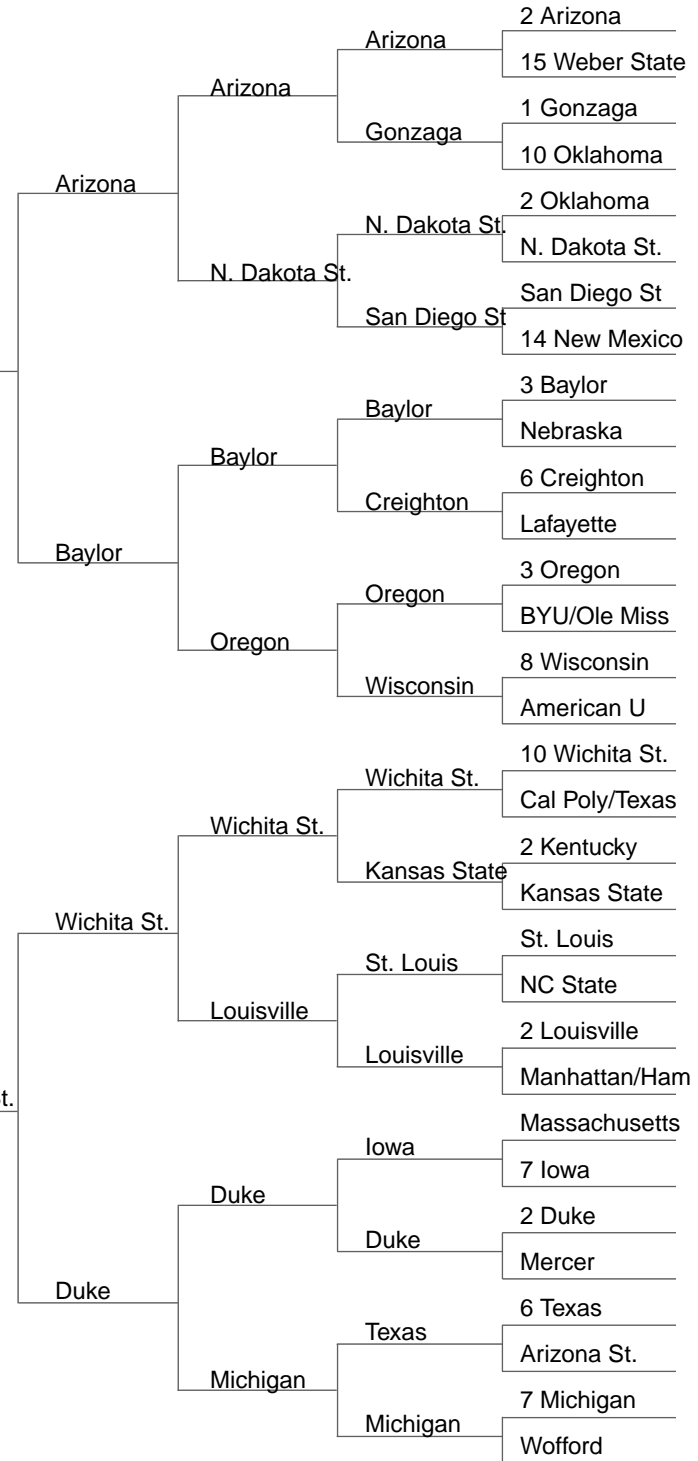 2 Arizona
Arizona
15 Weber State
Arizona
1 Gonzaga
Gonzaga
10 Oklahoma
Arizona
2 Oklahoma
N. Dakota St.
N. Dakota St.
N. Dakota St.
San Diego St
San Diego St
14 New Mexico
3 Baylor
Baylor
Nebraska
Baylor
6 Creighton
Creighton
Lafayette
Baylor
3 Oregon
Oregon
BYU/Ole Miss
Oregon
8 Wisconsin
Wisconsin
American U
10 Wichita St.
Wichita St.
Cal Poly/Texas
Wichita St.
2 Kentucky
Kansas State
Kansas State
Wichita St.
St. Louis
St. Louis
NC State
Louisville
2 Louisville
Louisville
Manhattan/Ham
t.
Massachusetts
Iowa
7 Iowa
Duke
2 Duke
Duke
Mercer
Duke
6 Texas
Texas
Arizona St.
Michigan
7 Michigan
Michigan
Wofford